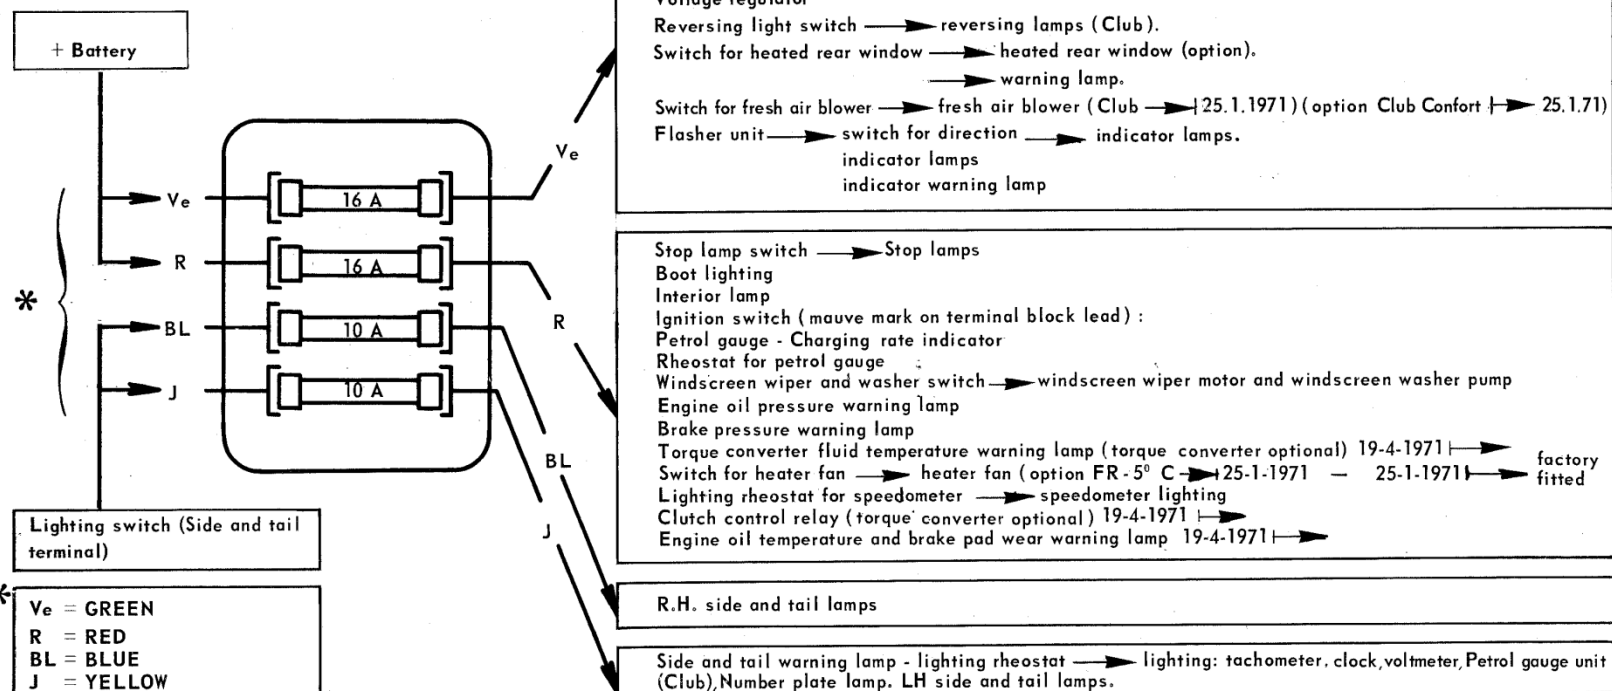 + Battery
Voltage regulator
Reversing light switch reversing lamps (Club).
Switch for heated rear window heated rear window (option).
warning lamp.
Switch for fresh air blower fresh air blower (Club 25.1.1971) (option Club Confort 25.1.71)
Flasher unit switch for direction indicator lamps.
indicator lamps
indicator warning lamp
Ve
Ve
16 A
R
16 A
*
BL
10 A
R
J
10 A
BL
J
Stop lamp switch Stop lamps
Boot lighting
Interior lamp
Ignition switch (mauve mark on terminal block lead) :
Petrol gauge - Charging rate indicator
Rheostat for petrol gauge
Windscreen wiper and washer switch windscreen wiper motor and windscreen washer pump
Engine oil pressure warning lamp
Brake pressure warning lamp
Torque converter fluid temperature warning lamp (torque converter optional) 19-4-1971
Switch for heater fan heater fan (option FR - 5° C 25-1-1971 – 25-1-1971 factory fitted
Lighting rheostat for speedometer speedometer lighting
Clutch control relay (torque converter optional) 19-4-1971
Engine oil temperature and brake pad wear warning lamp 19-4-1971
Lighting switch (Side and tail
terminal)
*
Ve = GREEN
R = RED
BL = BLUE
J = YELLOW
R.H. side and tail lamps
Side and tail warning lamp - lighting rheostat lighting: tachometer, clock, voltmeter, Petrol gauge unit
(Club), Number plate lamp. LH side and tail lamps.